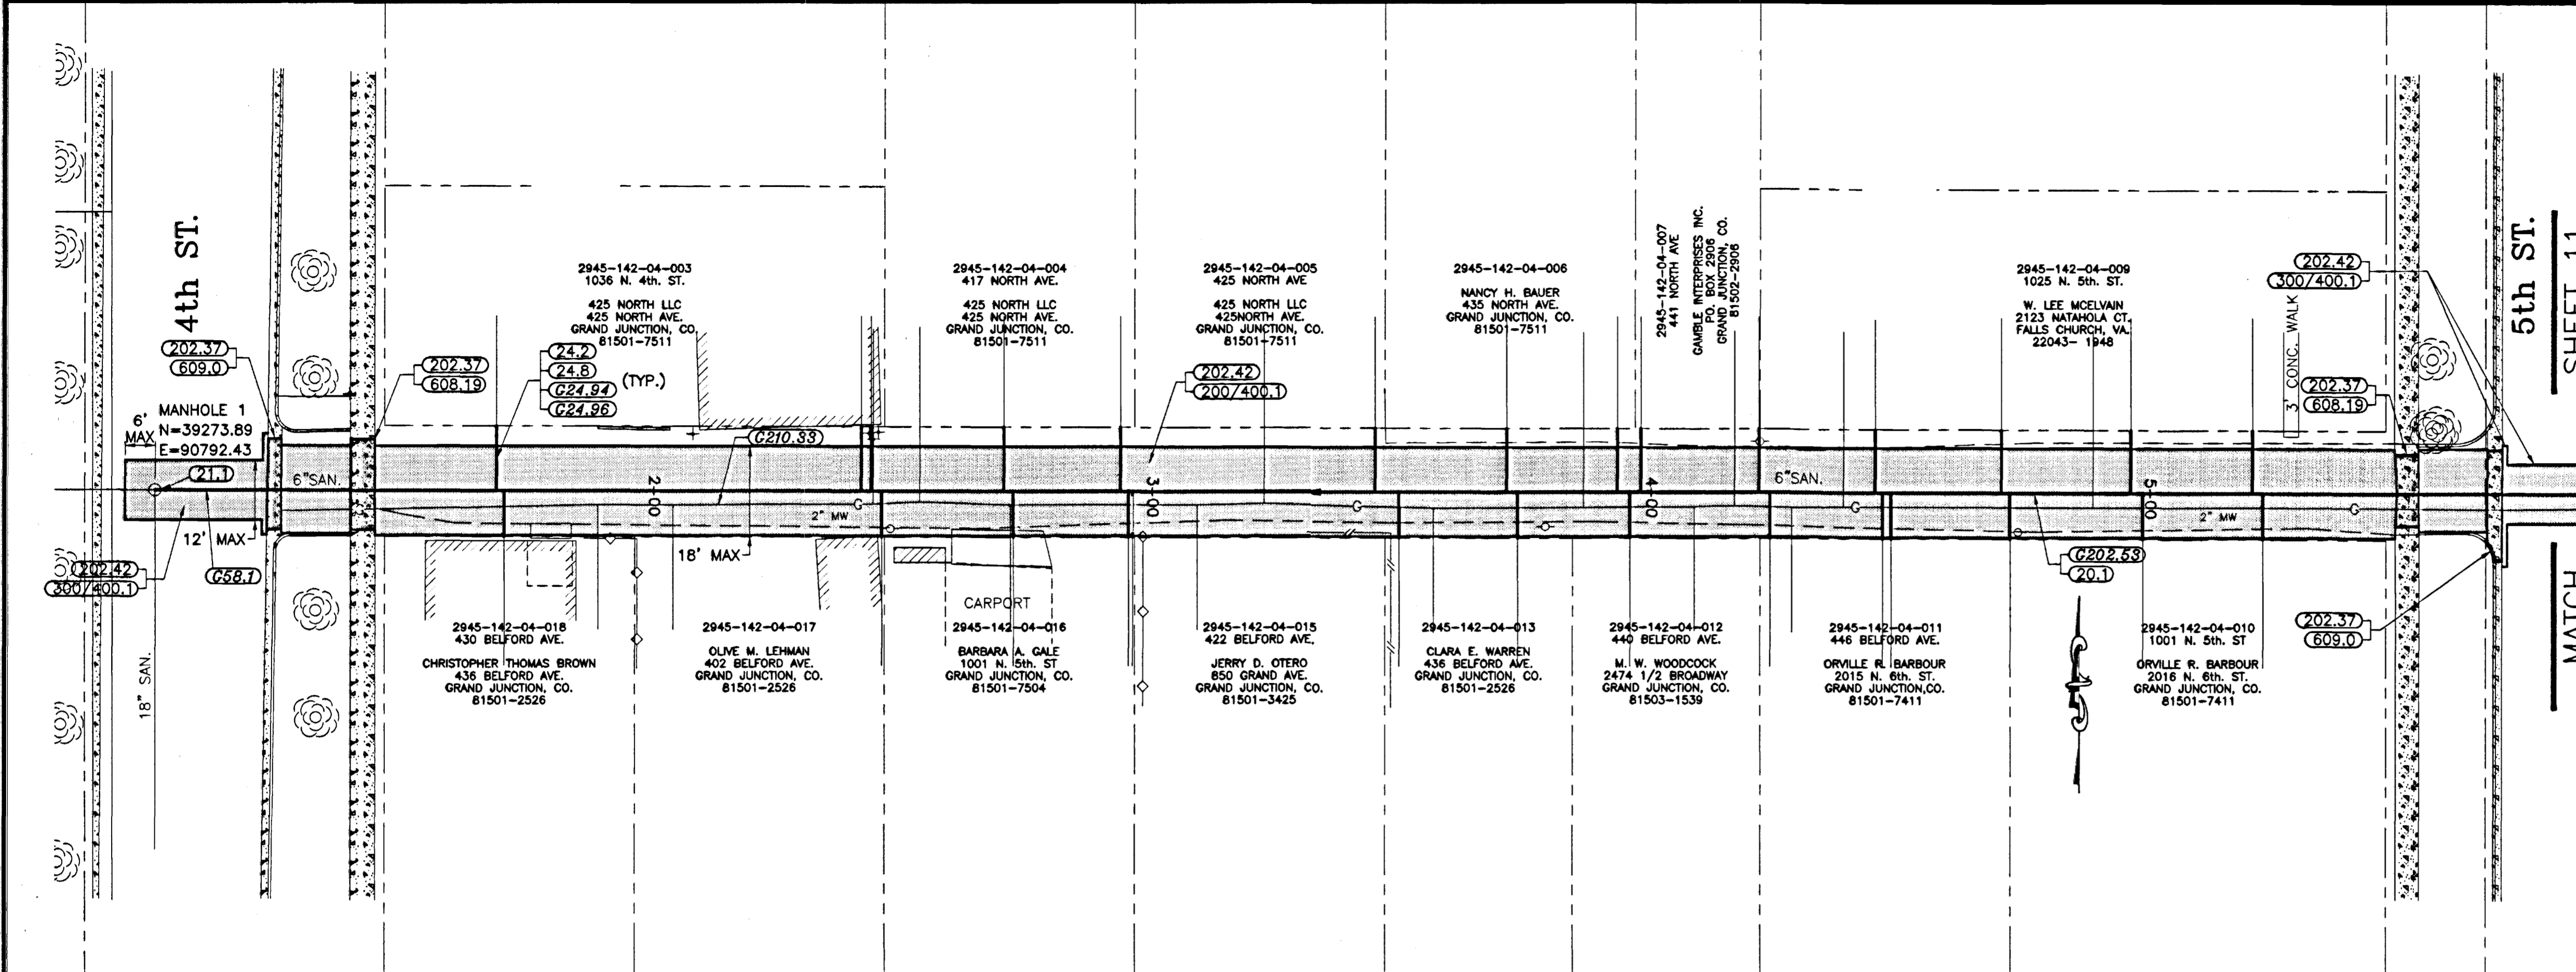 4th ST.
202.37
609.0
6'
MAX
MANHOLE 1
N=39273.89
E=90792.43
21.1
6"SAN.
12' MAX
202.42
300/400.1
G58.1
18" SAN.
202.37
608.19
2945-142-04-003
1036 N. 4th. ST.
425 NORTH LLC
425 NORTH AVE.
GRAND JUNCTION, CO.
81501-7511
24.2
24.8
G24.94
G24.96
(TYP.)
G210.33
2945-142-04-004
417 NORTH AVE.
425 NORTH LLC
425 NORTH AVE.
GRAND JUNCTION, CO.
81501-7511
2945-142-04-005
425 NORTH AVE
425 NORTH LLC
425NORTH AVE.
GRAND JUNCTION, CO.
81501-7511
202.42
200/400.1
2945-142-04-006
NANCY H. BAUER
435 NORTH AVE.
GRAND JUNCTION, CO.
81501-7511
2945-142-04-007
441 NORTH AVE
GAMBLE INTERPRISES INC.
PO. BOX 2906
GRAND JUNCTION, CO.
81502-2906
2945-142-04-009
1025 N. 5th. ST.
W. LEE MCELVAIN
2123 NATAHOLA CT.
FALLS CHURCH, VA.
22043- 1948
202.42
300/400.1
3' CONC. WALK
202.37
608.19
5th ST.
SHEET 11
MATCH
2+00
3+00
4+00
5+00
6"SAN.
G
2" MW
G
G
2" MW
G
18' MAX
G202.53
20.1
CARPORT
2945-142-04-018
430 BELFORD AVE.
CHRISTOPHER THOMAS BROWN
436 BELFORD AVE.
GRAND JUNCTION, CO.
81501-2526
2945-142-04-017
OLIVE M. LEHMAN
402 BELFORD AVE.
GRAND JUNCTION, CO.
81501-2526
2945-142-04-016
BARBARA A. GALE
1001 N. 5th. ST
GRAND JUNCTION, CO.
81501-7504
2945-142-04-015
422 BELFORD AVE.
JERRY D. OTERO
850 GRAND AVE.
GRAND JUNCTION, CO.
81501-3425
2945-142-04-013
CLARA E. WARREN
436 BELFORD AVE.
GRAND JUNCTION, CO.
81501-2526
2945-142-04-012
440 BELFORD AVE.
M. W. WOODCOCK
2474 1/2 BROADWAY
GRAND JUNCTION, CO.
81503-1539
2945-142-04-011
446 BELFORD AVE.
ORVILLE R. BARBOUR
2015 N. 6th. ST.
GRAND JUNCTION,CO.
81501-7411
2945-142-04-010
1001 N. 5th. ST
ORVILLE R. BARBOUR
2016 N. 6th. ST.
GRAND JUNCTION, CO.
81501-7411
202.37
609.0